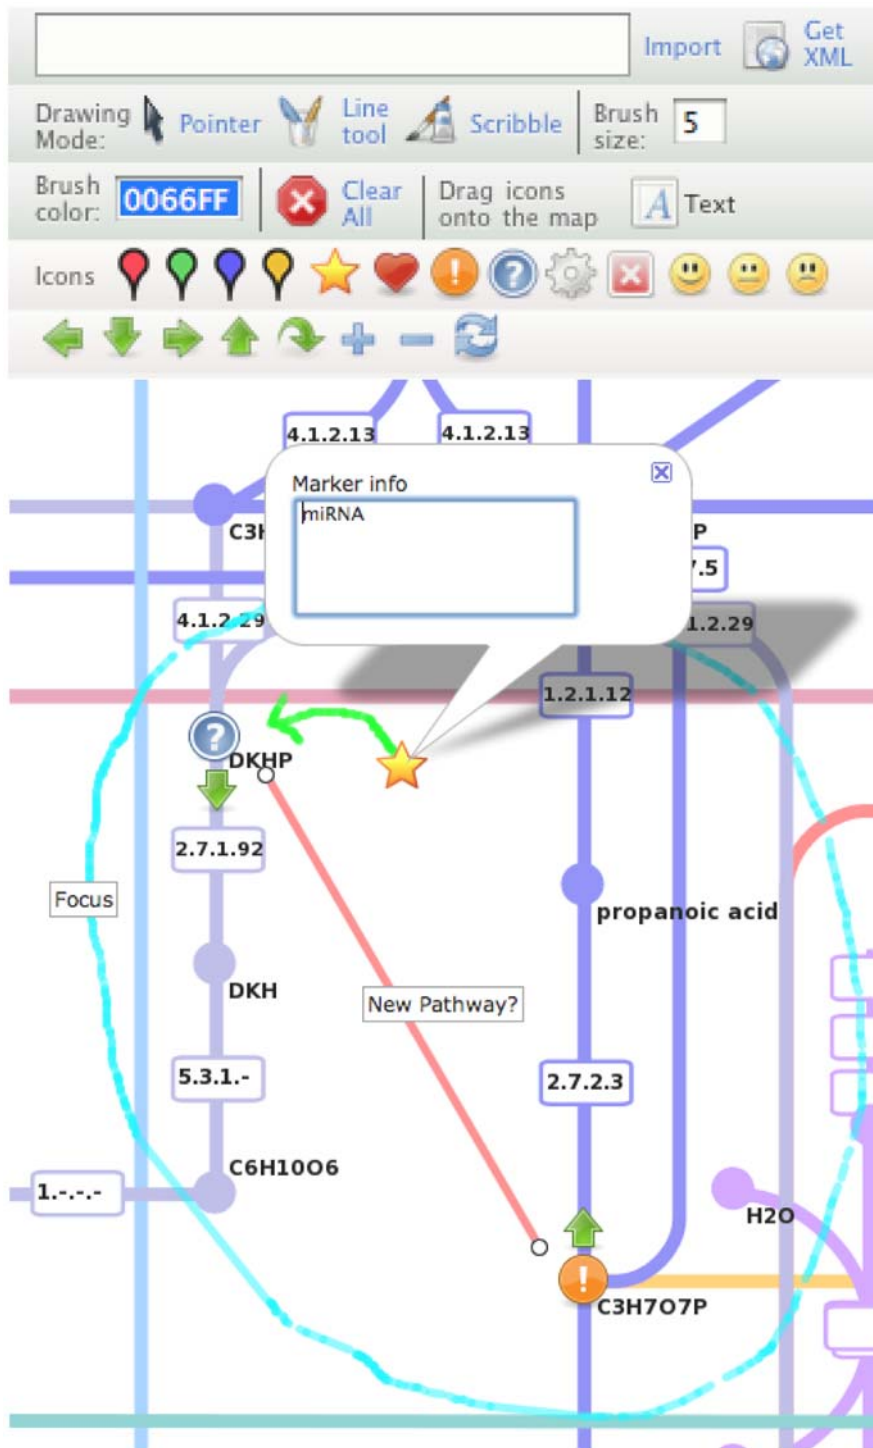 Import
Get
XML
Drawing
Mode:
Pointer
Line
tool
Scribble
Brush
size:
5
Brush
color:
0066FF
Clear
All
Drag icons
onto the map
A
Text
Icons
4.1.2.13
4.1.2.13
Marker info
miRNA
C3H
P
7.5
4.1.2.29
1.2.29
1.2.1.12
DKHP
2.7.1.92
Focus
propanoic acid
DKH
New Pathway?
5.3.1.-
2.7.2.3
C6H10O6
1.-.-.-
H2O
C3H7O7P